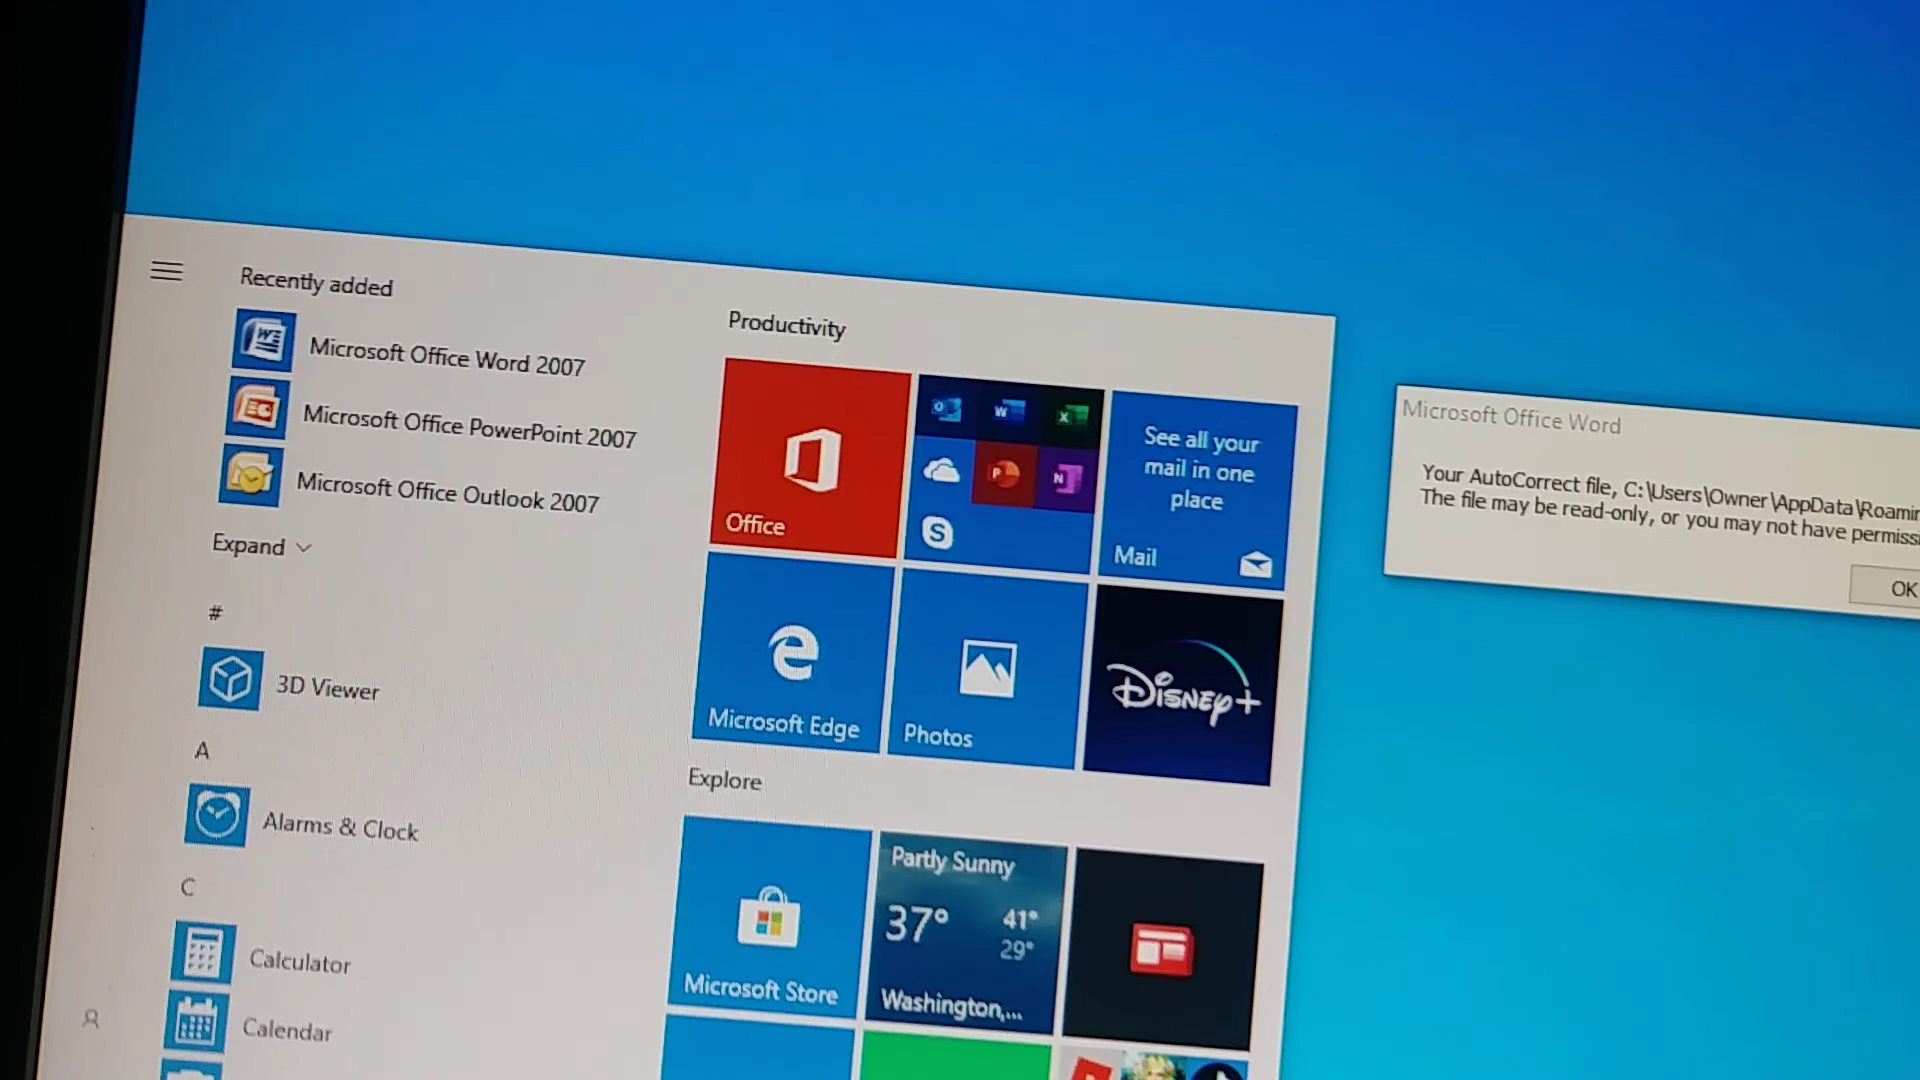 Recently added
Microsoft Office Word 2007
Microsoft Office PowerPoint 2007
Microsoft Office Outlook 2007
Expand
#
3D Viewer
A
Alarms & Clock
C
Calculator
Calendar
Productivity
Office
See all your
mail in one
place
Mail
Microsoft Edge
Photos
Disney+
Explore
Microsoft Store
Partly Sunny
37° 41°
29°
Washington,...
Microsoft Office Word
Your AutoCorrect file, C:\Users\Owner\AppData\Roamin
The file may be read-only, or you may not have permissi
OK